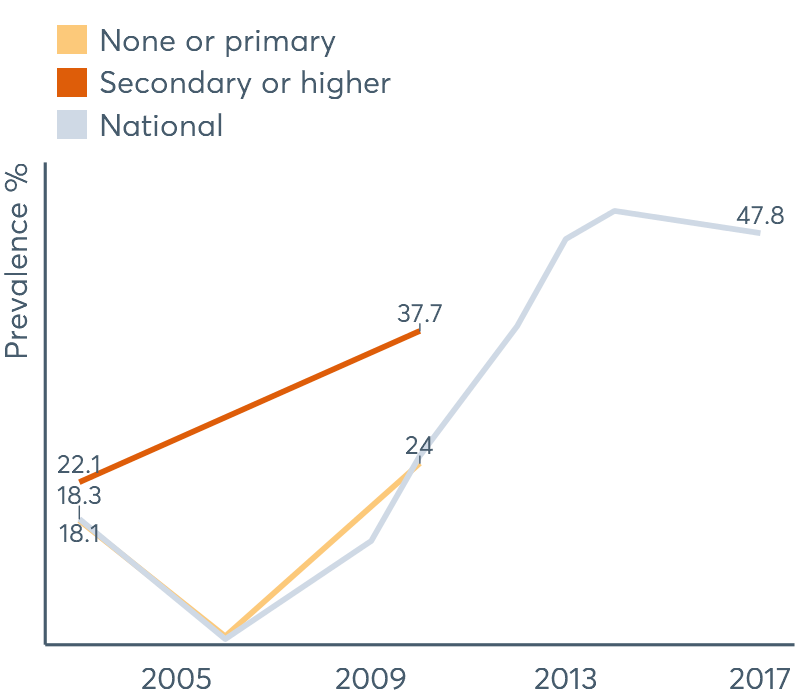 None or primary
Secondary or higher
National
Prevalence %
47.8
37.7
24
22.1
18.3
18.1
2005 2009 2013 2017